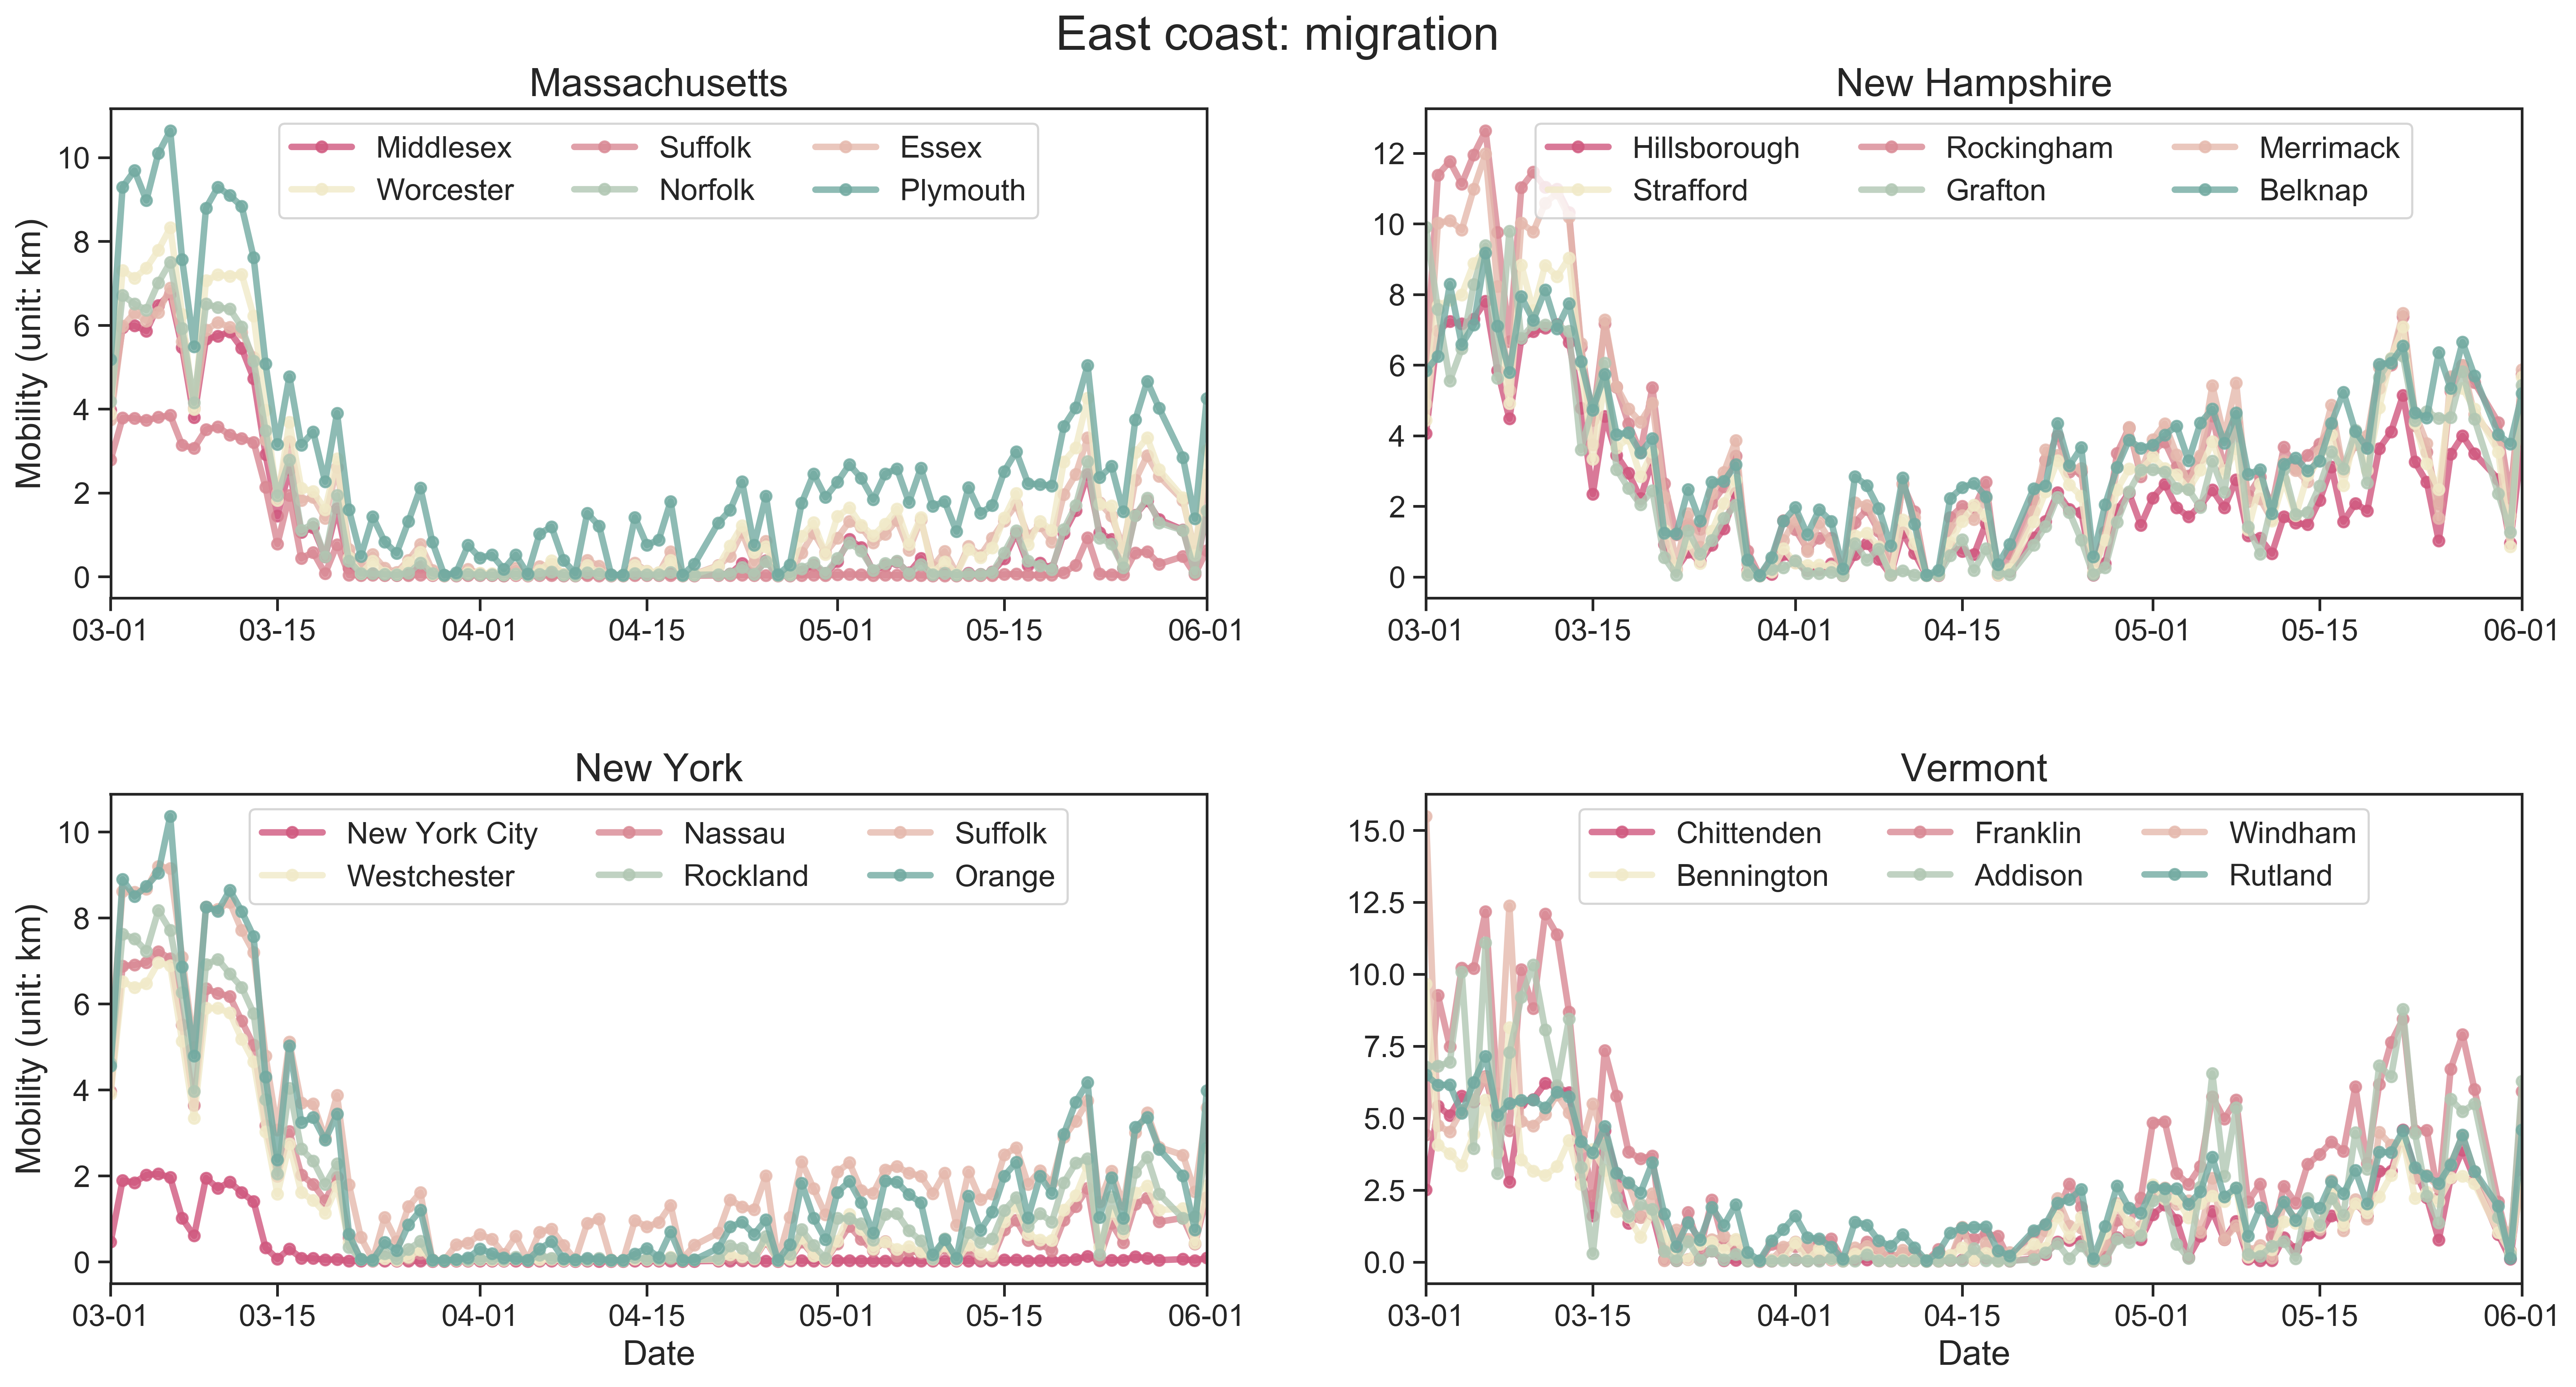 East coast: migration
Massachusetts
Mobility (unit: km)
10
8
6
4
2
0
Middlesex Suffolk Essex
Worcester Norfolk Plymouth
03-01 03-15 04-01 04-15 05-01 05-15 06-01
New Hampshire
12
10
8
6
4
2
0
Hillsborough Rockingham Merrimack
Strafford Grafton Belknap
03-01 03-15 04-01 04-15 05-01 05-15 06-01
New York
Mobility (unit: km)
10
8
6
4
2
0
New York City Nassau Suffolk
Westchester Rockland Orange
03-01 03-15 04-01 04-15 05-01 05-15 06-01
Date
Vermont
15.0
12.5
10.0
7.5
5.0
2.5
0.0
Chittenden Franklin Windham
Bennington Addison Rutland
03-01 03-15 04-01 04-15 05-01 05-15 06-01
Date